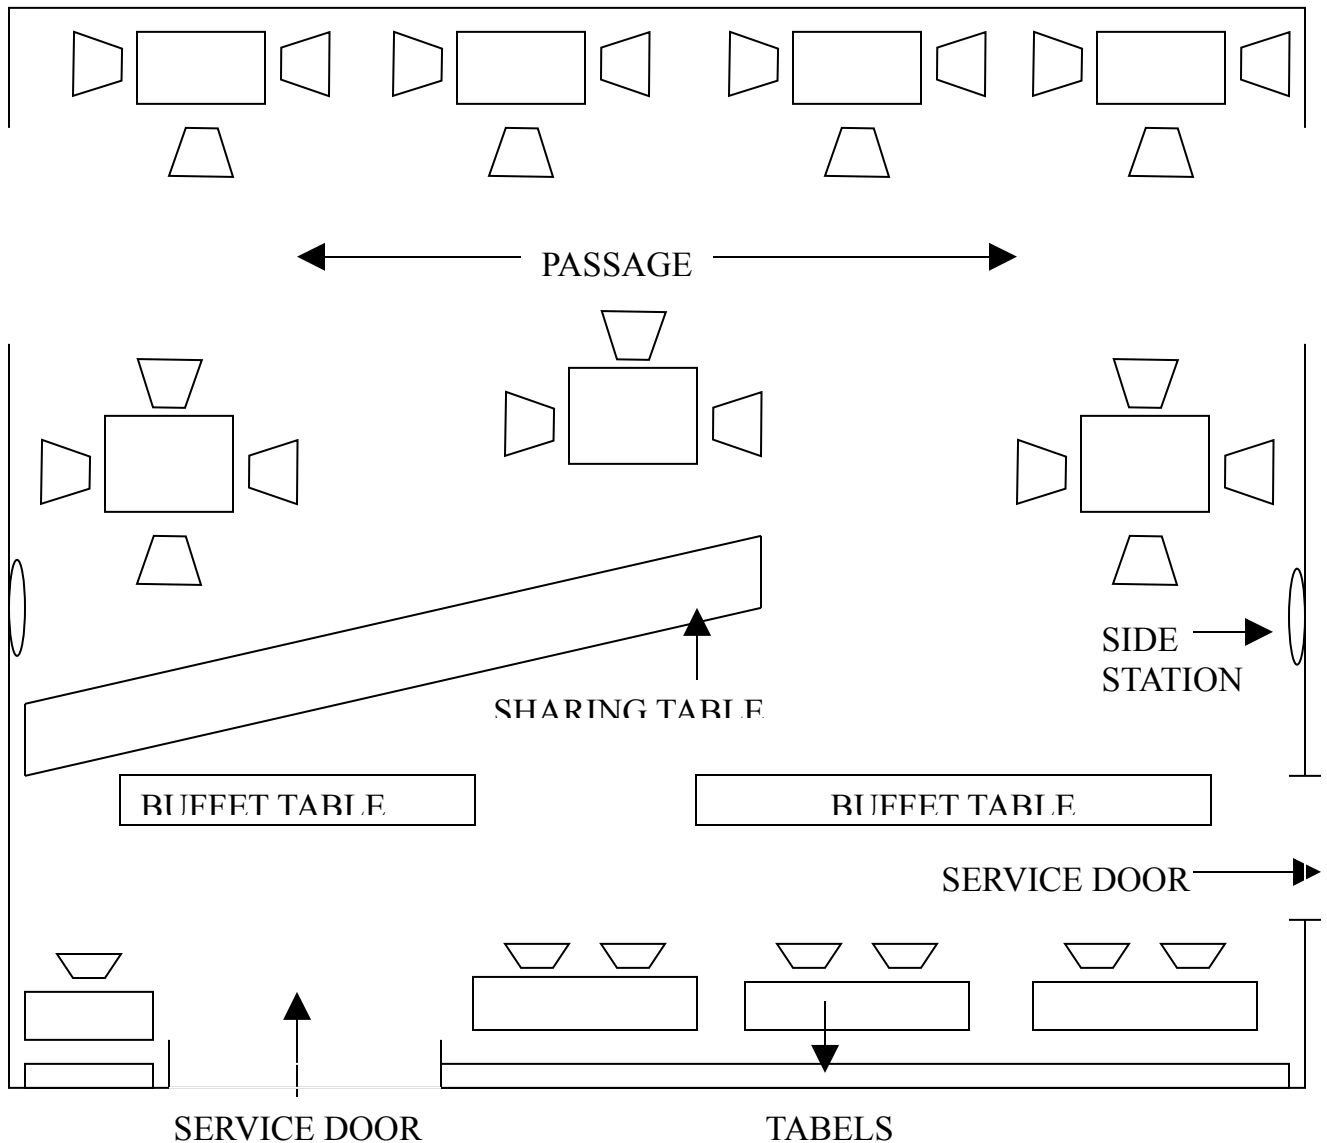 PASSAGE
SIDE
STATION
SHARING TABLE
BUFFET TABLE
BUFFET TABLE
SERVICE DOOR
SERVICE DOOR
TABELS